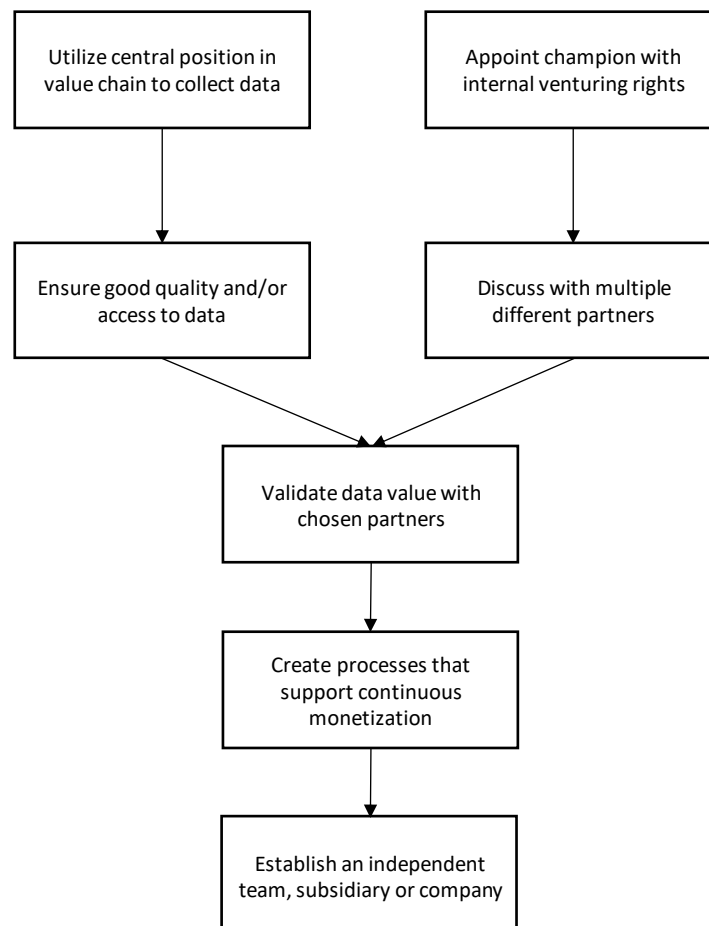 Utilize central position in
value chain to collect data
Appoint champion with
internal venturing rights
Ensure good quality and/or
access to data
Discuss with multiple
different partners
Validate data value with
chosen partners
Create processes that
support continuous
monetization
Establish an independent
team, subsidiary or company